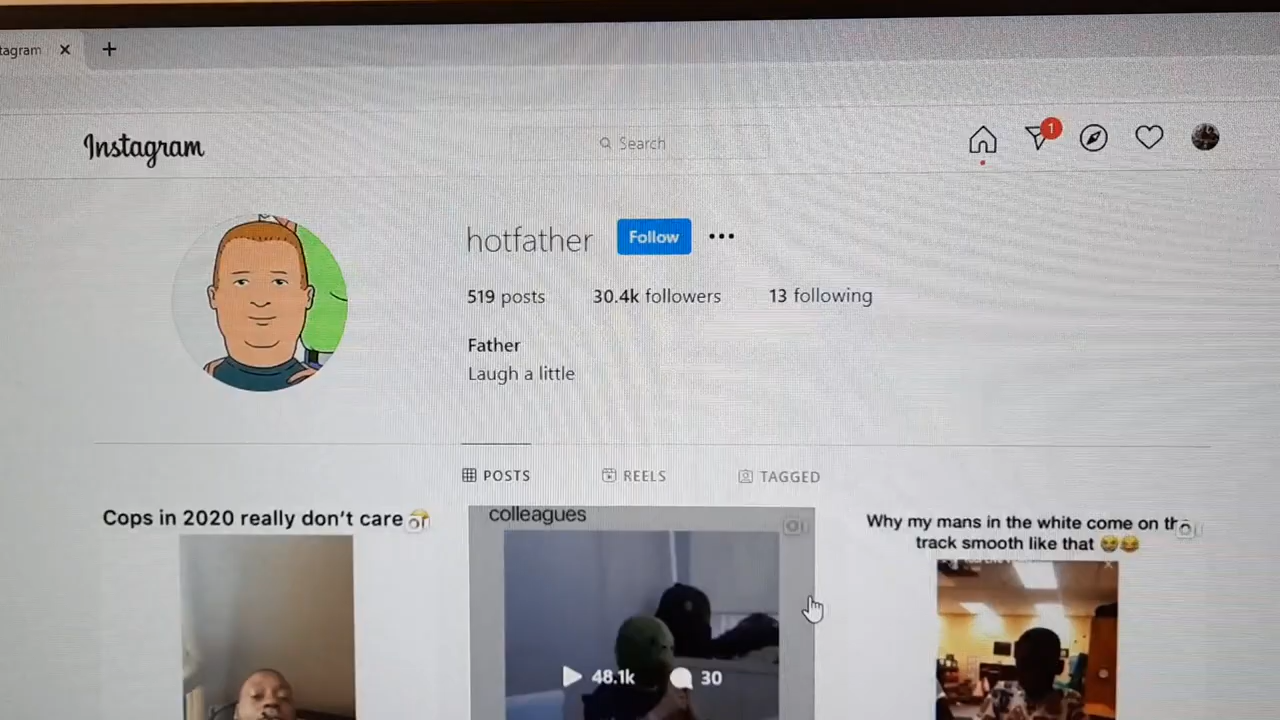 tagram
Instagram
Search
1
hotfather Follow
519 posts 30.4k followers 13 following
Father
Laugh a little
POSTS REELS TAGGED
Cops in 2020 really don't care
colleagues
48.1k 30
Why my mans in the white come on
track smooth like that